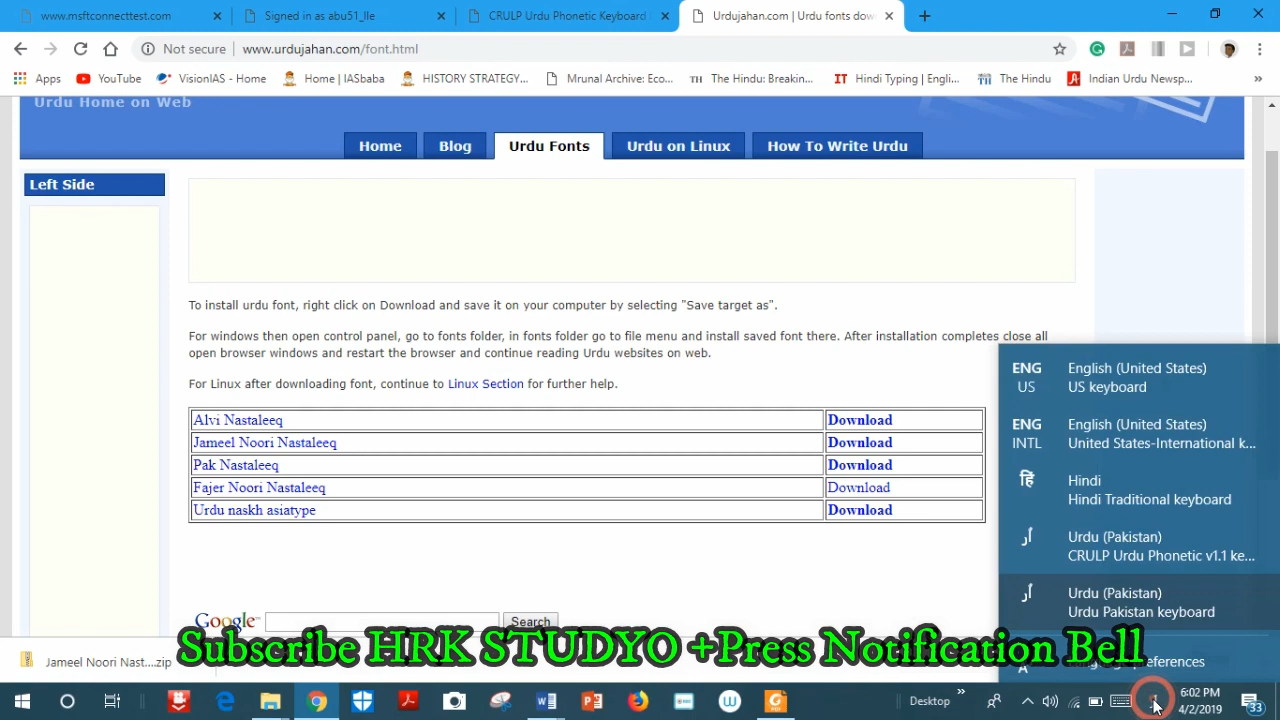 www.msftconnecttest.com
Signed in as abu51_lle
CRULP Urdu Phonetic Keyboard
Urdujahan.com | Urdu fonts dow
Not secure | www.urdujahan.com/font.html
Apps
YouTube
VisionIAS - Home
Home | IASbaba
HISTORY STRATEGY...
Mrunal Archive: Eco...
TH The Hindu: Breakin...
IT Hindi Typing | Engli...
The Hindu
Indian Urdu Newsp...
Urdu Home on Web
Home
Blog
Urdu Fonts
Urdu on Linux
How To Write Urdu
Left Side
To install urdu font, right click on Download and save it on your computer by selecting "Save target as".
For windows then open control panel, go to fonts folder, in fonts folder go to file menu and install saved font there. After installation completes close all
open browser windows and restart the browser and continue reading Urdu websites on web.
For Linux after downloading font, continue to Linux Section for further help.
Alvi Nastaleeq Download
Jameel Noori Nastaleeq Download
Pak Nastaleeq Download
Fajer Noori Nastaleeq Download
Urdu naskh asiatype Download
ENG English (United States)
US US keyboard
ENG English (United States)
INTL United States-International k...
हिं Hindi
Hindi Traditional keyboard
اُر Urdu (Pakistan)
CRULP Urdu Phonetic v1.1 ke...
اُر Urdu (Pakistan)
Urdu Pakistan keyboard
Google Search
Subscribe HRK STUDYO +Press Notification Bell
preferences
Jameel Noori Nast....zip
Desktop
6:02 PM
4/2/2019
33